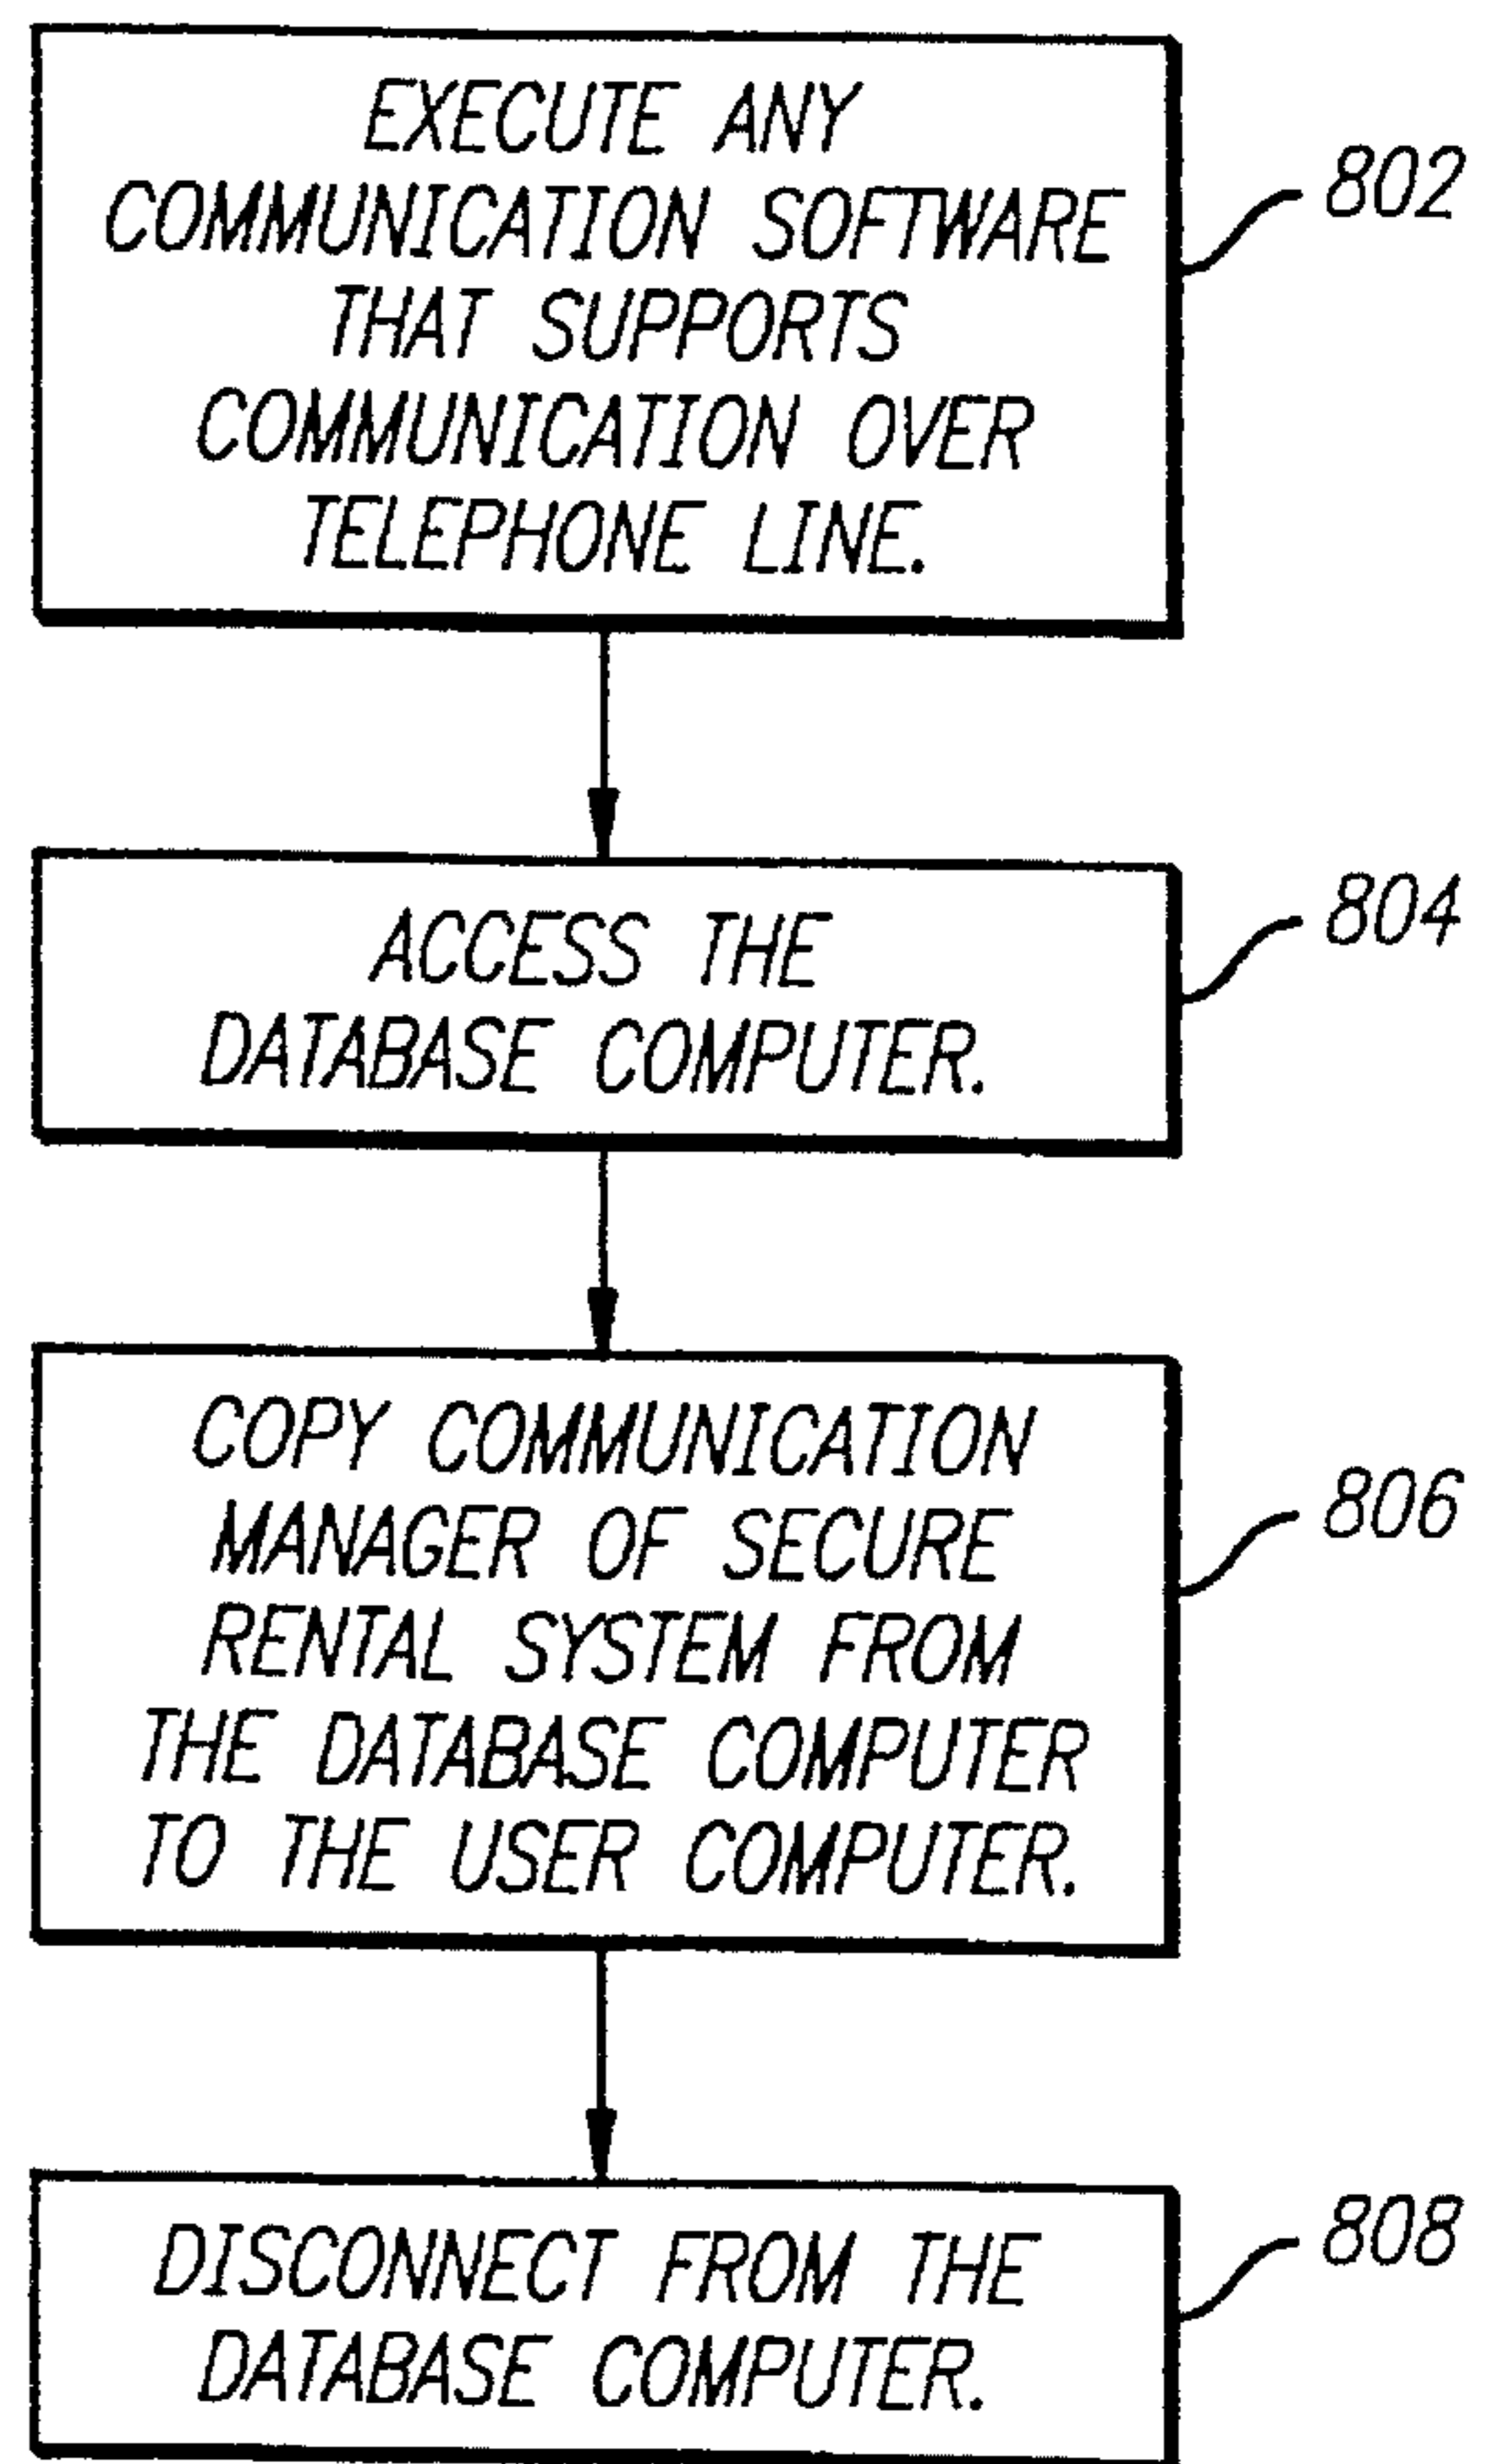 EXECUTE ANY
COMMUNICATION SOFTWARE
THAT SUPPORTS
COMMUNICATION OVER
TELEPHONE LINE.
802
ACCESS THE
DATABASE COMPUTER.
804
COPY COMMUNICATION
MANAGER OF SECURE
RENTAL SYSTEM FROM
THE DATABASE COMPUTER
TO THE USER COMPUTER.
806
DISCONNECT FROM THE
DATABASE COMPUTER.
808